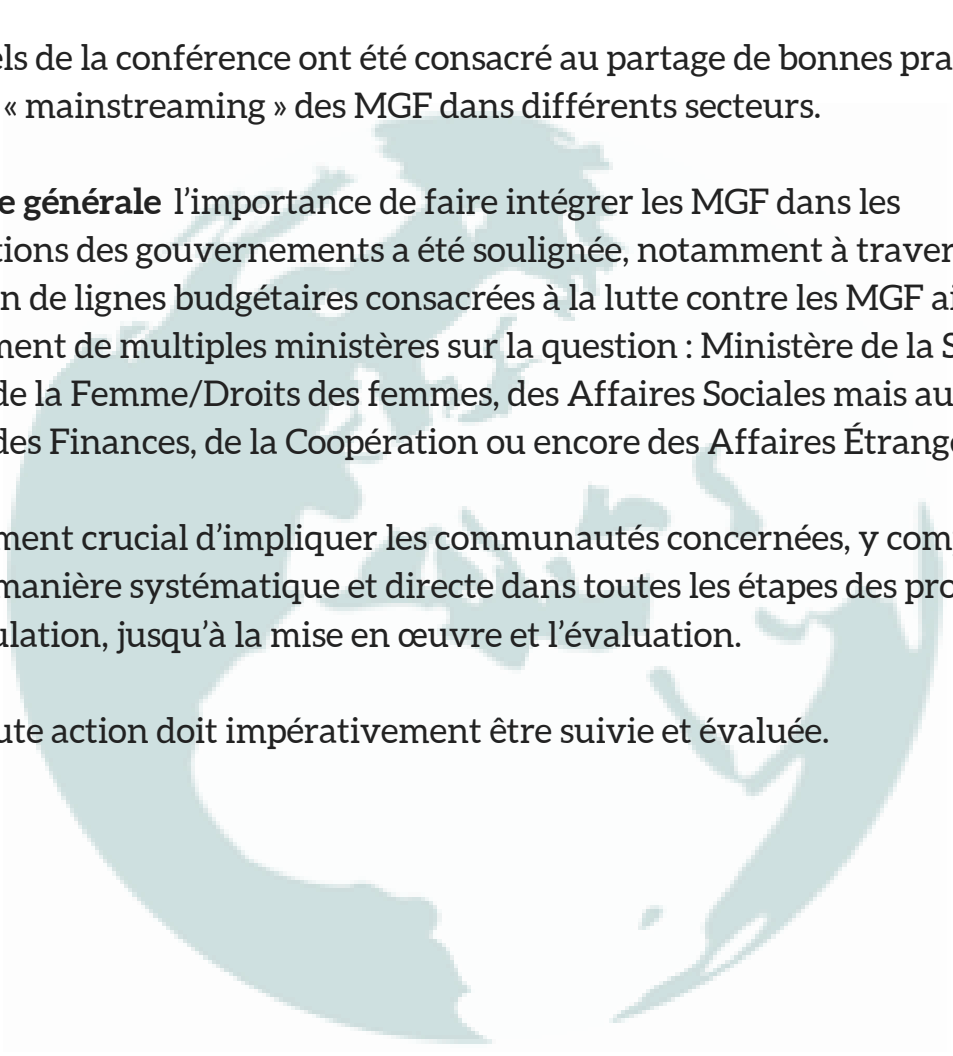 els de la conférence ont été consacré au partage de bonnes pra
« mainstreaming » des MGF dans différents secteurs.
e générale l’importance de faire intégrer les MGF dans les
tions des gouvernements a été soulignée, notamment à traver
n de lignes budgétaires consacrées à la lutte contre les MGF ai
ment de multiples ministères sur la question : Ministère de la S
de la Femme/Droits des femmes, des Affaires Sociales mais au
des Finances, de la Coopération ou encore des Affaires Étrang
ment crucial d’impliquer les communautés concernées, y com
manière systématique et directe dans toutes les étapes des pro
ulation, jusqu’à la mise en œuvre et l’évaluation.
ute action doit impérativement être suivie et évaluée.